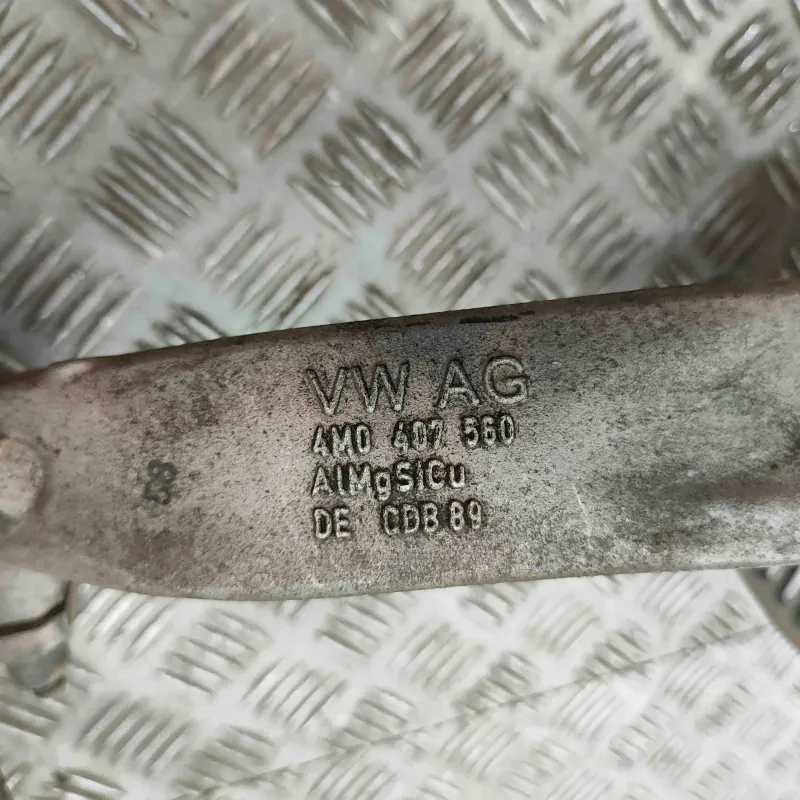 VW AG
4M0 407 560
AlMgSiCu
DE CDB 89